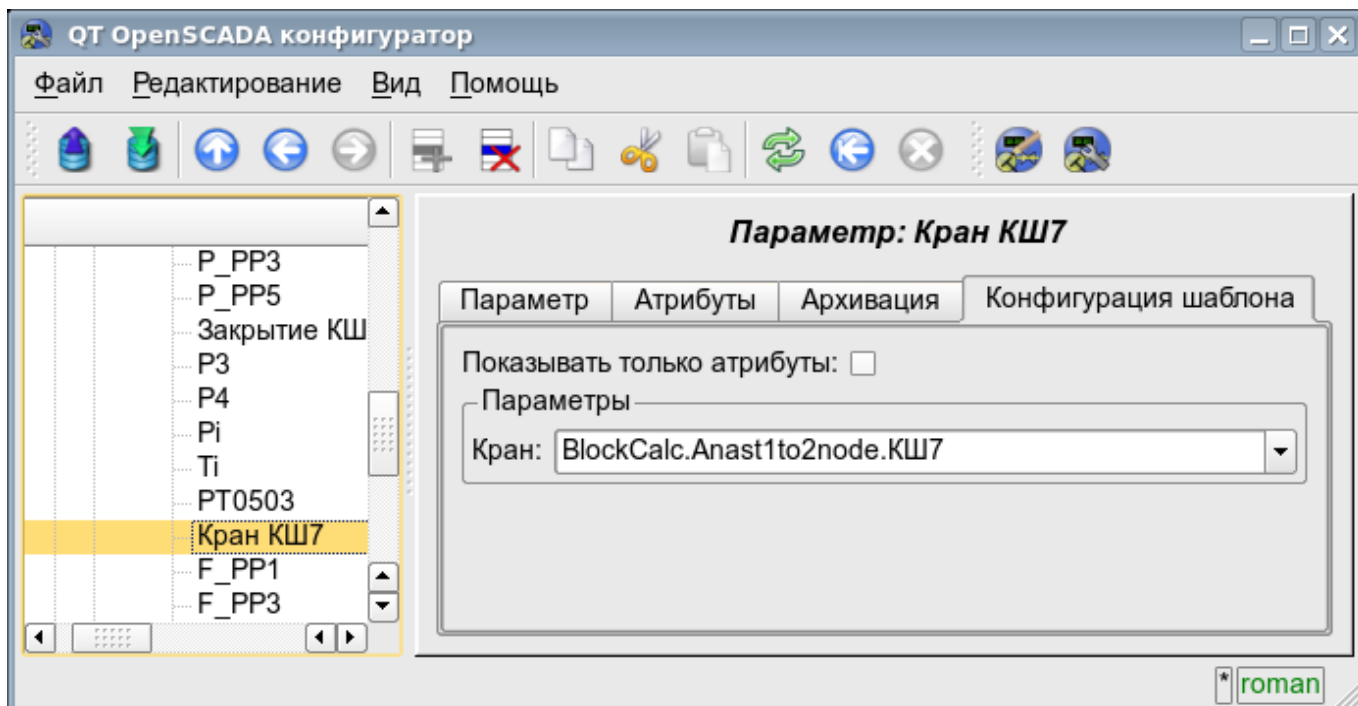 QT OpenSCADA конфигуратор
Файл Редактирование Вид Помощь
P_PP3
P_PP5
Закрытие КШ
P3
P4
Pi
Ti
PT0503
Кран КШ7
F_PP1
F_PP3
Параметр: Кран КШ7
Параметр Атрибуты Архивация Конфигурация шаблона
Показывать только атрибуты:
Параметры
Кран: BlockCalc.Anast1to2node.КШ7
* roman